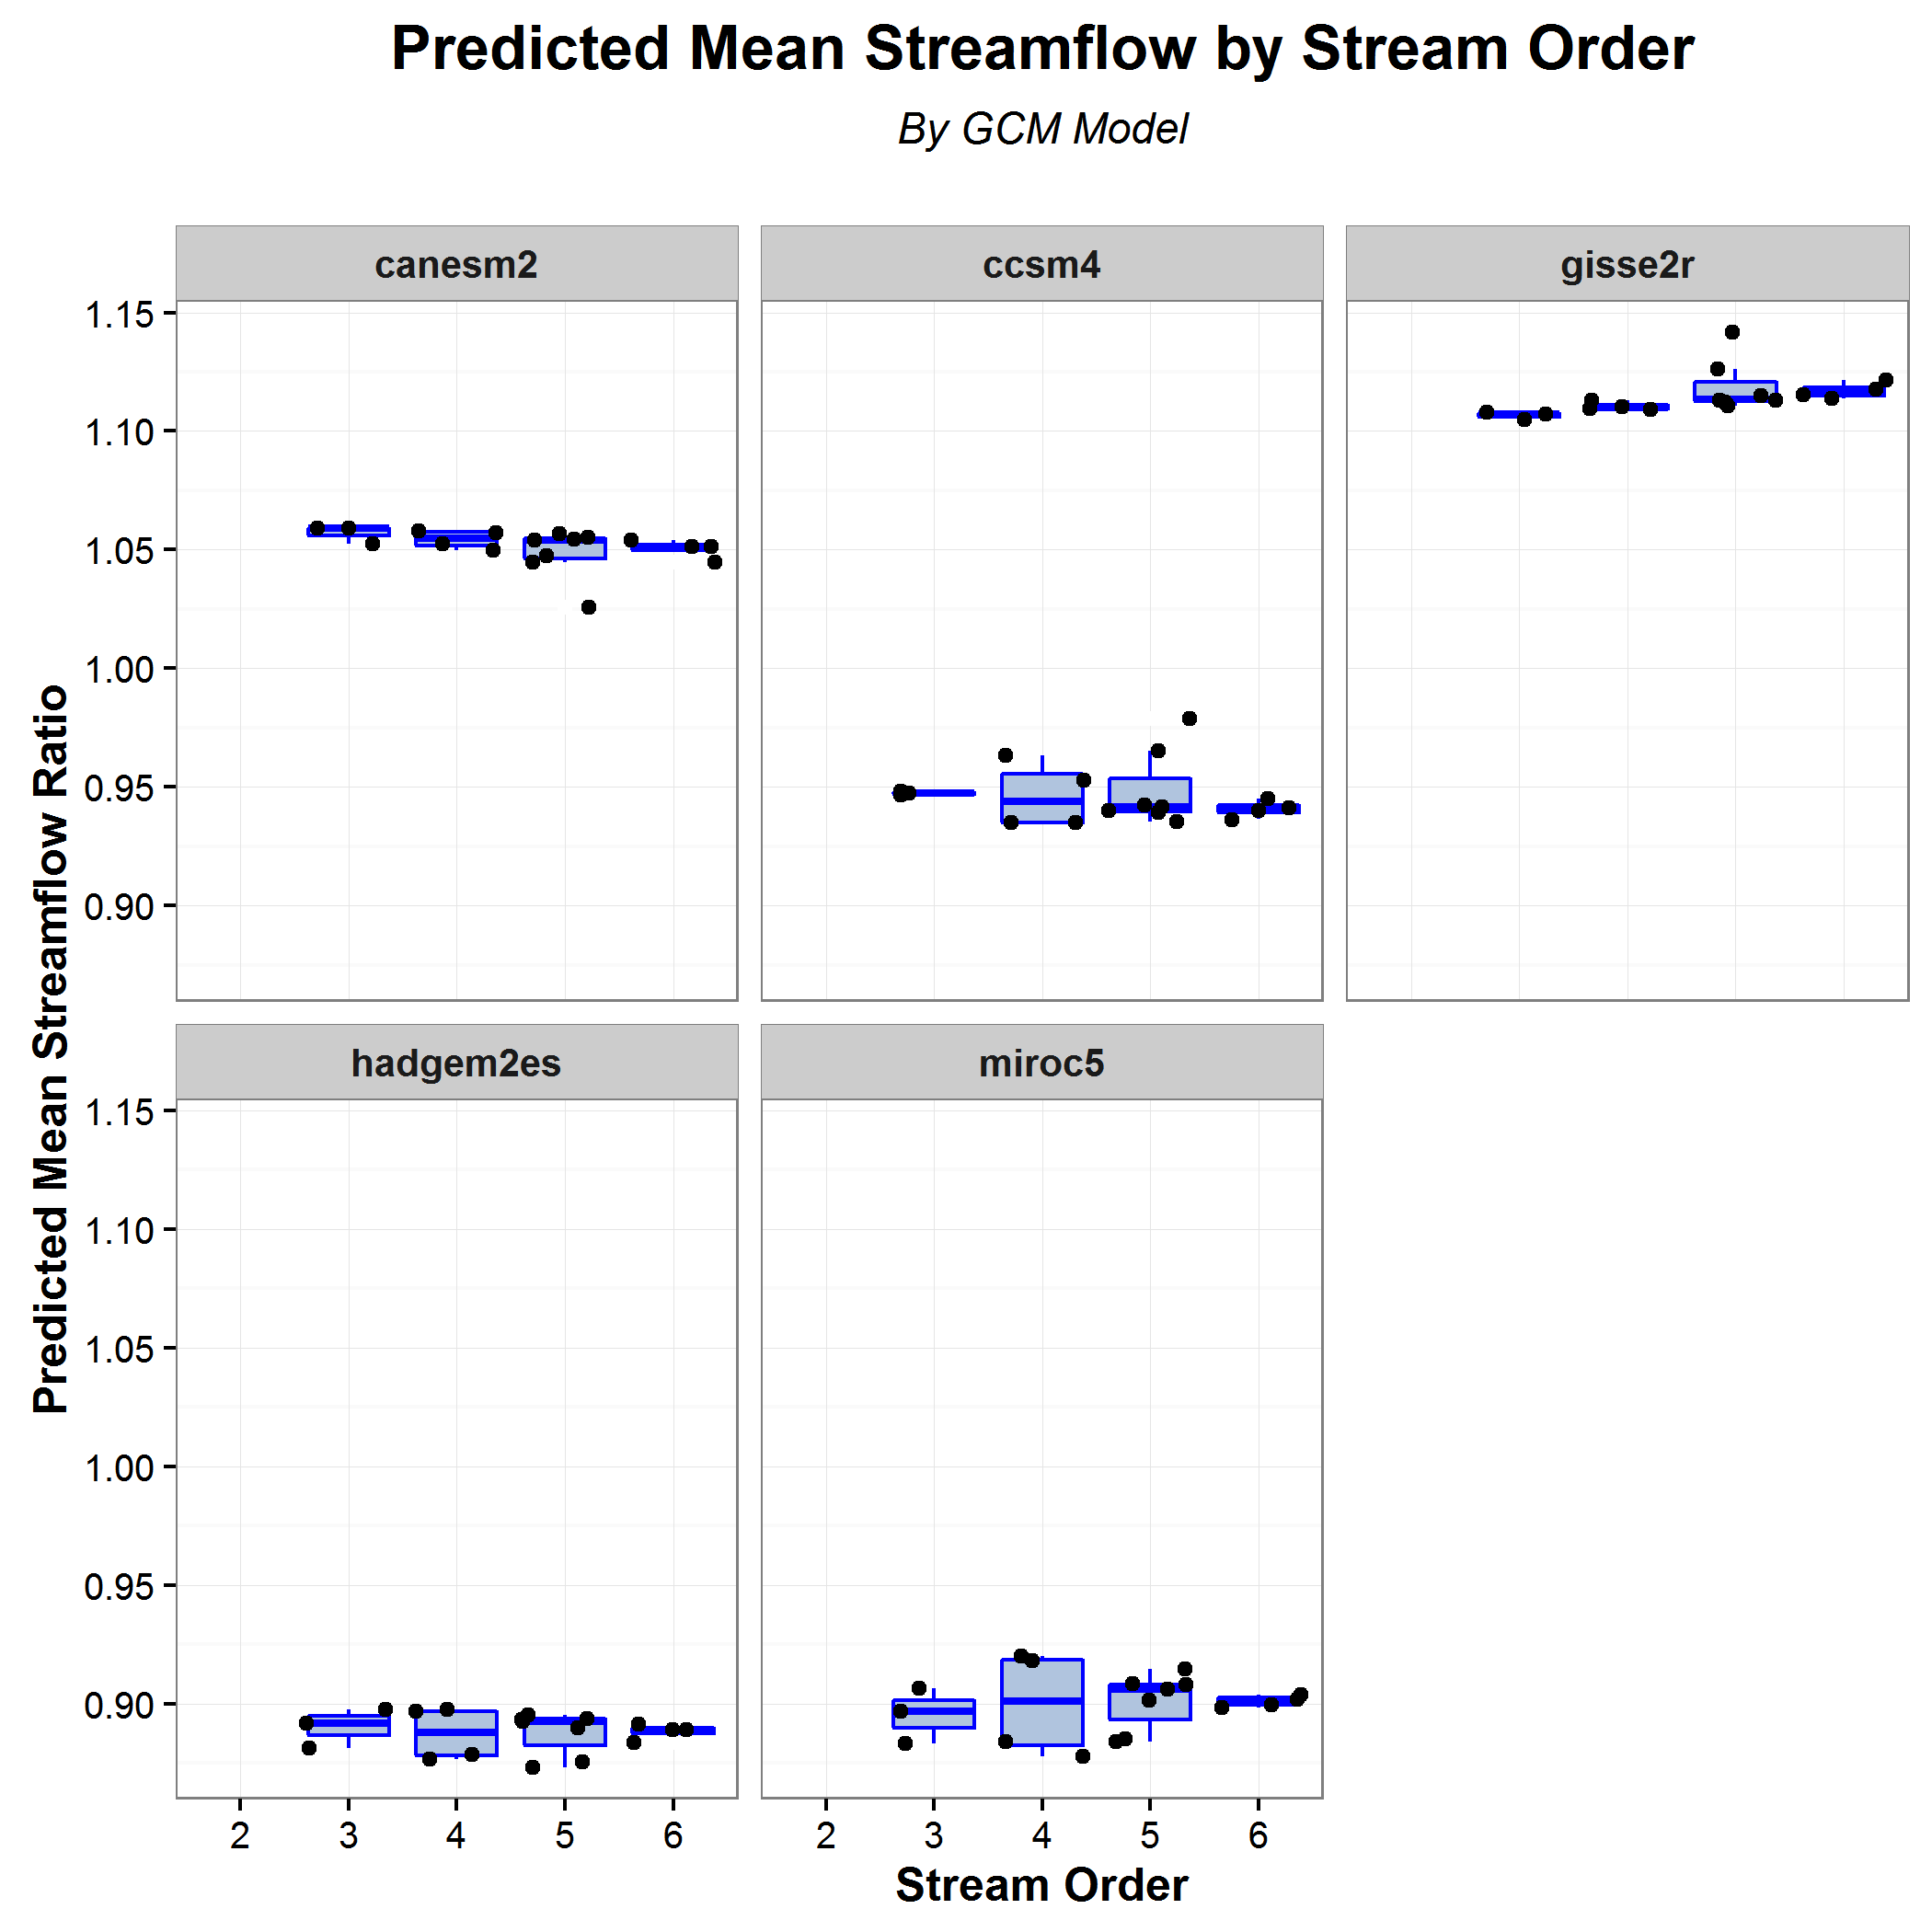 Predicted Mean Streamflow by Stream Order
By GCM Model
canesm2
ccsm4
gisse2r
1.15
1.10
1.05
1.00
0.95
0.90
Predicted Mean Streamflow Ratio
hadgem2es
miroc5
1.15
1.10
1.05
1.00
0.95
0.90
2 3 4 5 6
2 3 4 5 6
Stream Order